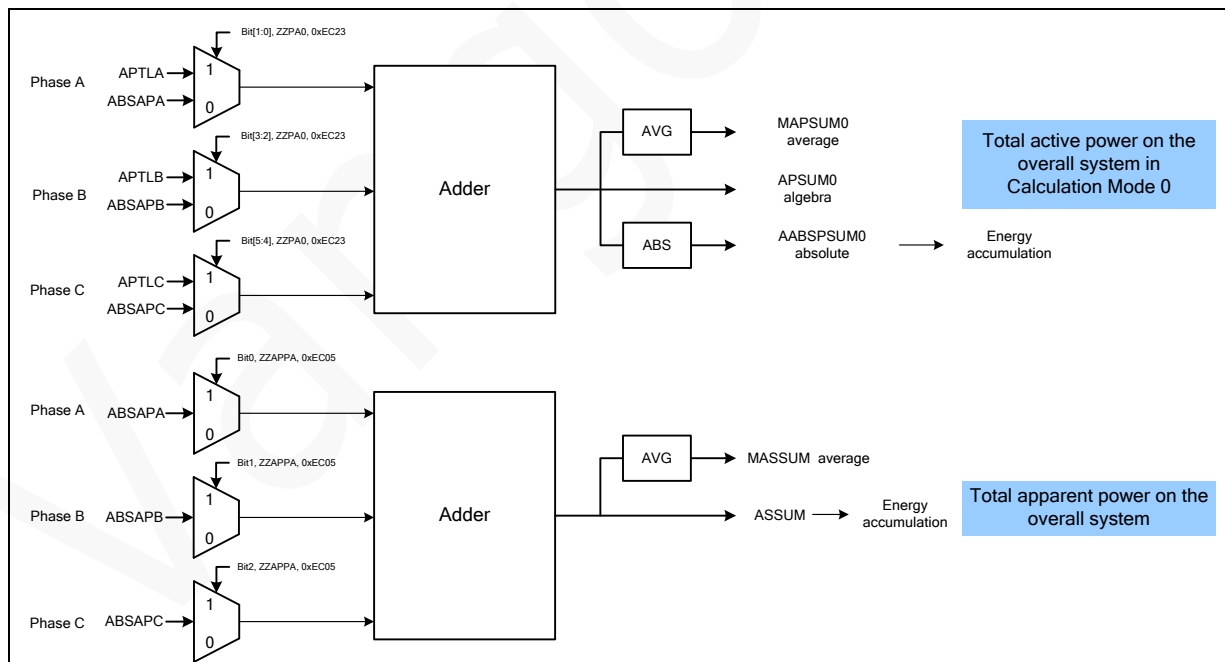 Bit[1:0], ZZPA0, 0xEC23
Phase A
APTLA
1
ABSAPA
0
Bit[3:2], ZZPA0, 0xEC23
Phase B
APTLB
1
ABSAPB
0
Bit[5:4], ZZPA0, 0xEC23
Phase C
APTLC
1
ABSAPC
0
Adder
AVG
MAPSUM0
average
APSUM0
algebra
ABS
AABSPSUM0
absolute
Energy
accumulation
Total active power on the
overall system in
Calculation Mode 0
Bit0, ZZAPPA, 0xEC05
Phase A
ABSAPA
1
0
Bit1, ZZAPPA, 0xEC05
Phase B
ABSAPB
1
0
Bit2, ZZAPPA, 0xEC05
Phase C
ABSAPC
1
0
Adder
AVG
MASSUM average
ASSUM
Energy
accumulation
Total apparent power on the
overall system
Vango